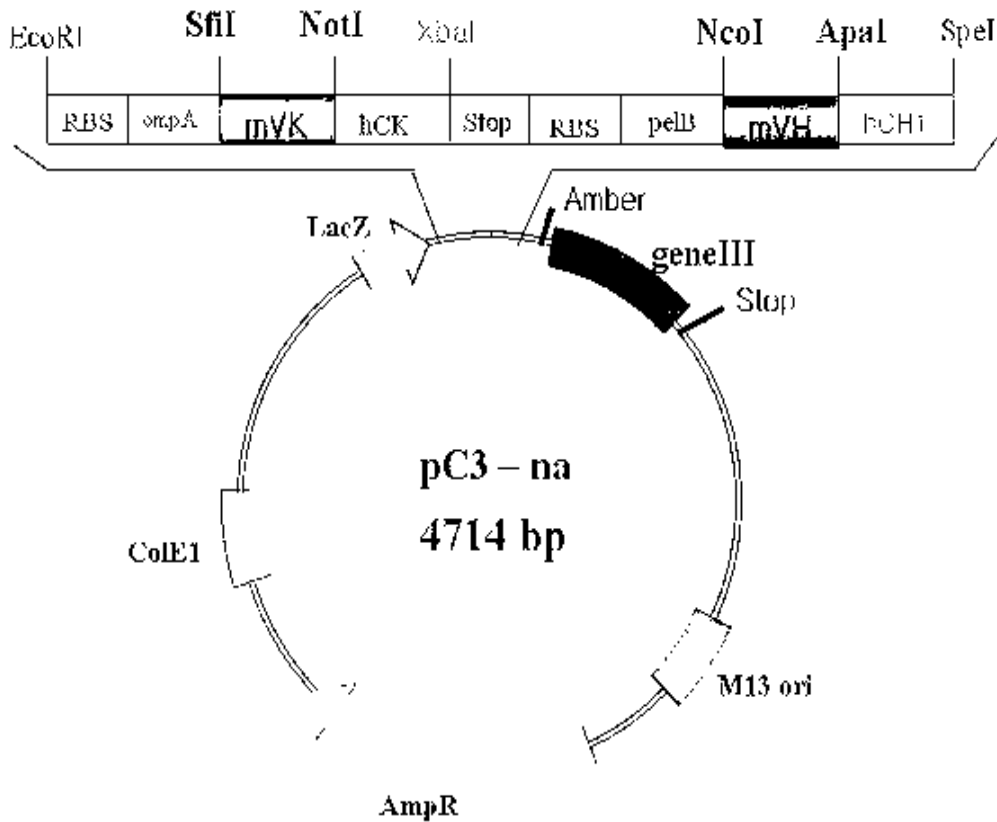 EcoRI SfiI NotI XbaI NcoI ApaI SpeI
RBS ompA mVK hCK Stop RBS pelB mVH hCH1
Amber
LacZ
geneIII
Stop
pC3 – na
4714 bp
ColE1
M13 ori
AmpR